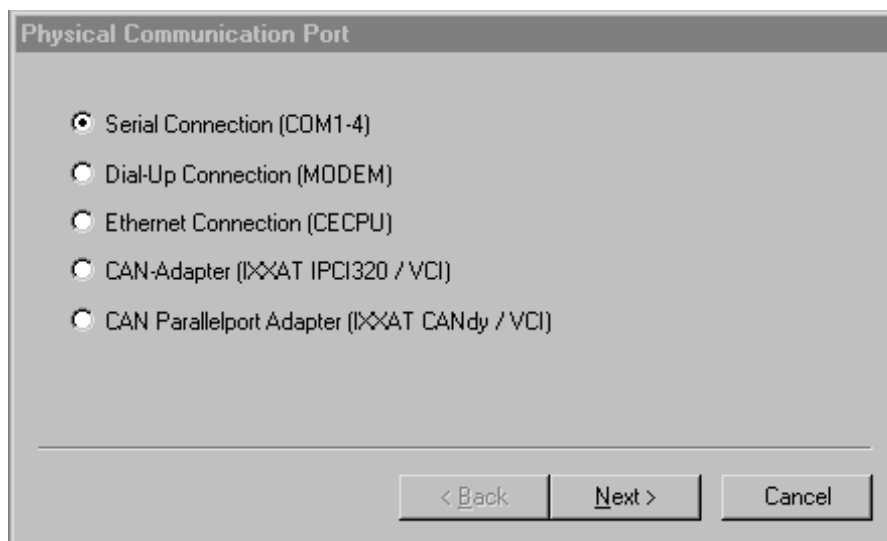 Physical Communication Port
Serial Connection (COM1-4)
Dial-Up Connection (MODEM)
Ethernet Connection (CECPU)
CAN-Adapter (IXXAT IPCI320 / VCI)
CAN Parallelport Adapter (IXXAT CANdy / VCI)
< Back Next > Cancel